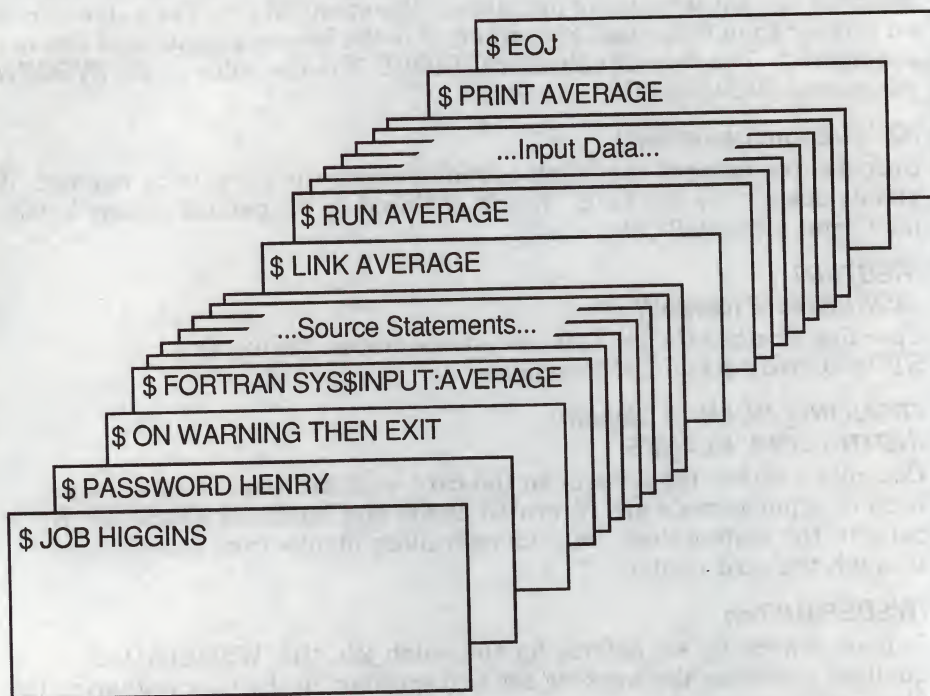 $ EOJ
$ PRINT AVERAGE
...Input Data...
$ RUN AVERAGE
$ LINK AVERAGE
...Source Statements...
$ FORTRAN SYS$INPUT:AVERAGE
$ ON WARNING THEN EXIT
$ PASSWORD HENRY
$ JOB HIGGINS